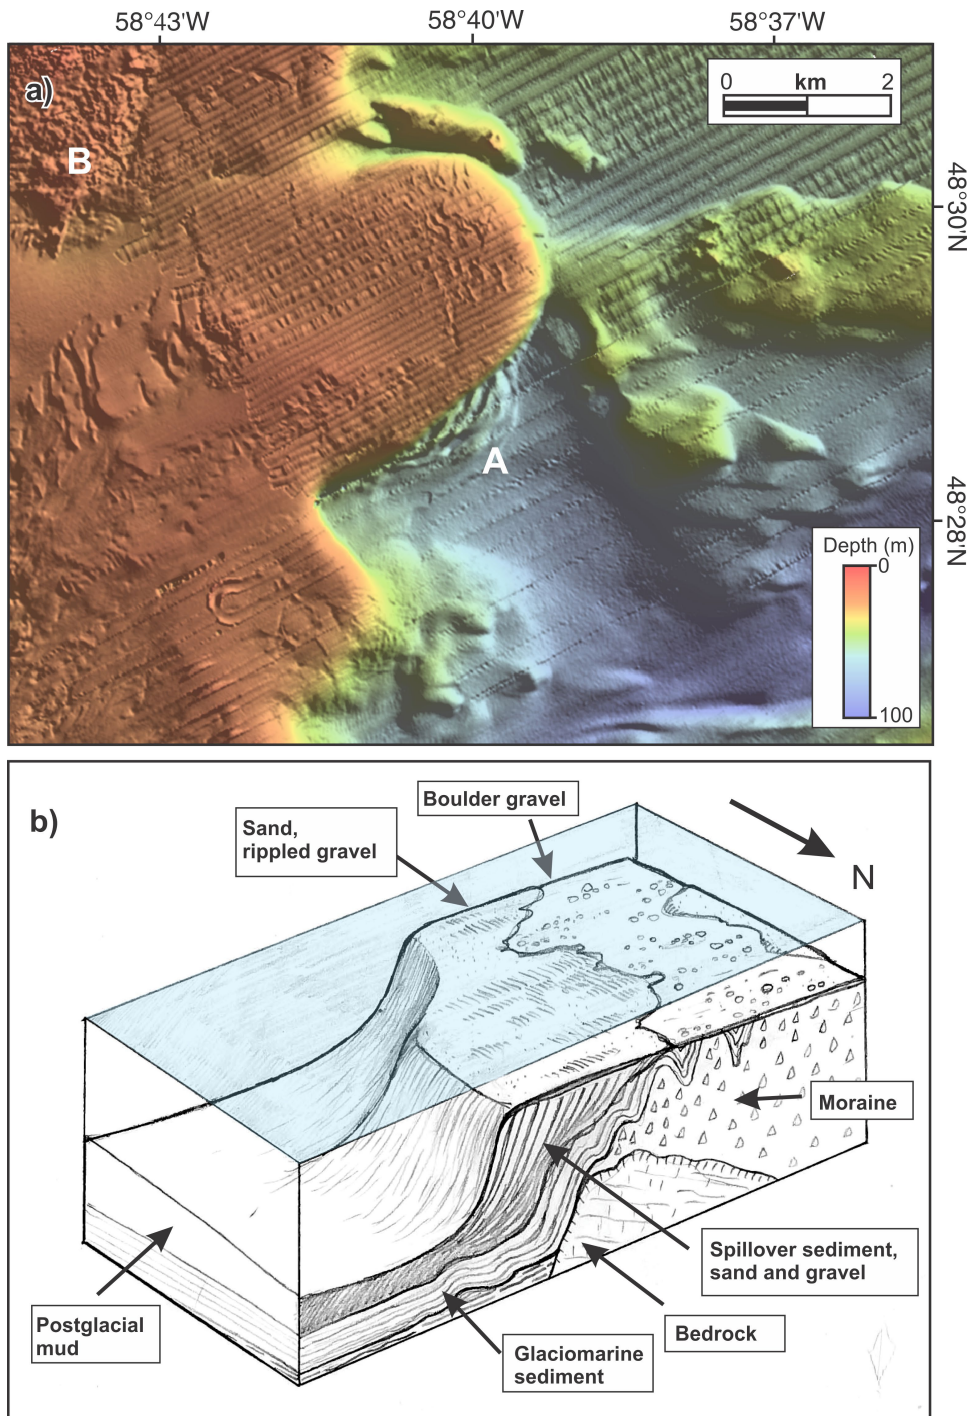 58°43'W 58°40'W 58°37'W
a)
0 km 2
B
48°30'N
A
48°28'N
Depth (m)
0
100
b)
Boulder gravel
Sand,
rippled gravel
N
Moraine
Spillover sediment,
sand and gravel
Postglacial
mud
Bedrock
Glaciomarine
sediment